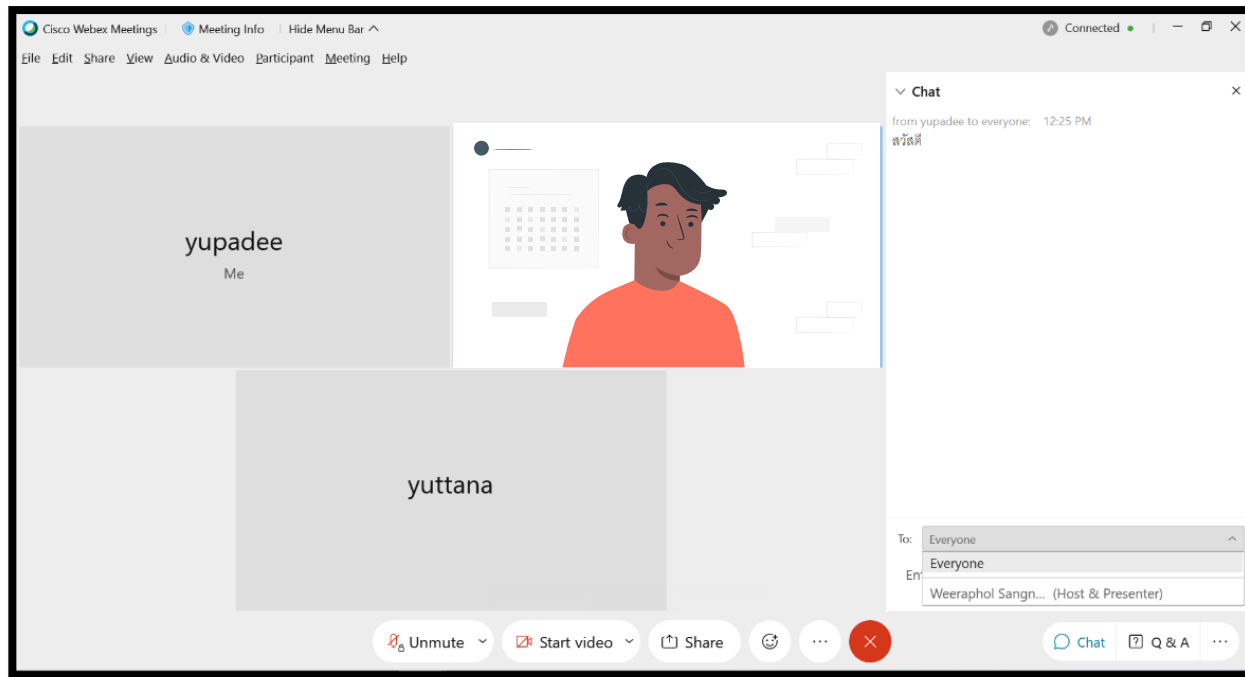 Cisco Webex Meetings Meeting Info Hide Menu Bar Connected
File Edit Share View Audio & Video Participant Meeting Help
Chat
from yupadee to everyone: 12:25 PM
สวัสดี
yupadee
Me
yuttana
To: Everyone
Everyone
En
Weeraphol Sangn... (Host & Presenter)
Unmute Start video Share ... Chat Q & A ...